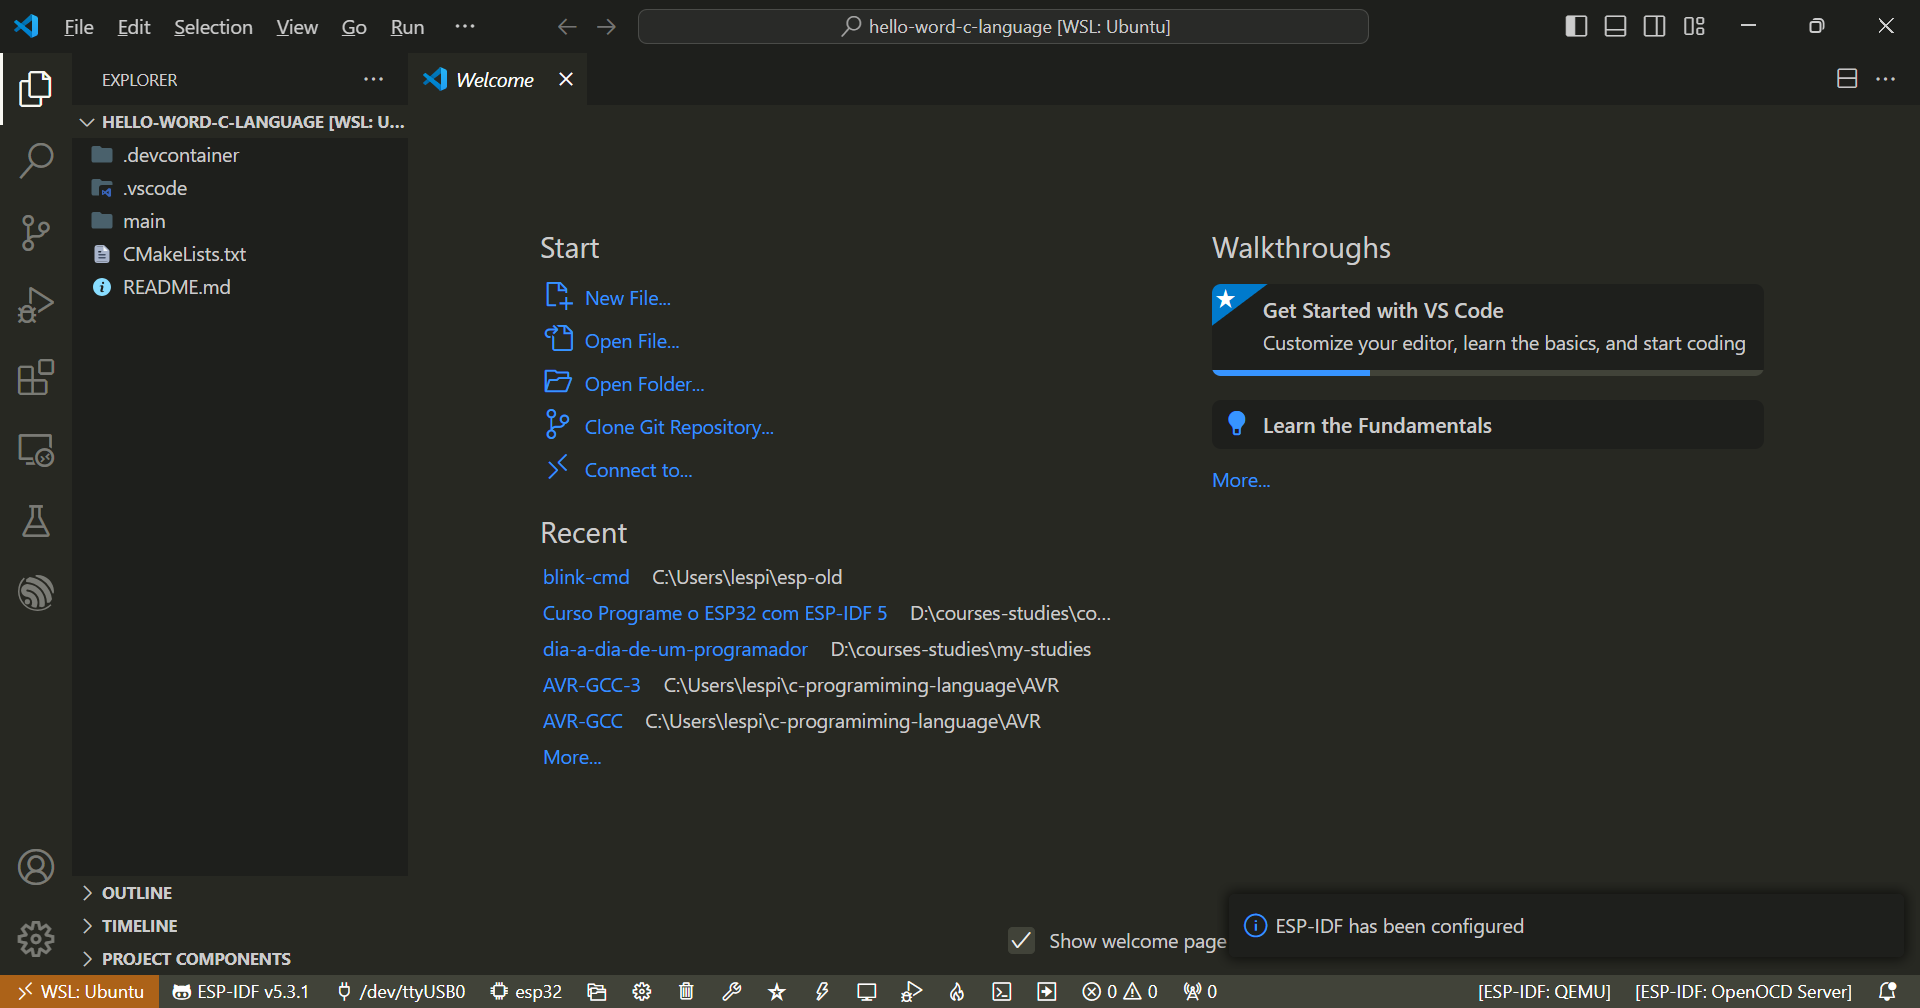 File Edit Selection View Go Run ...
hello-word-c-language [WSL: Ubuntu]
EXPLORER
HELLO-WORD-C-LANGUAGE [WSL: U...
.devcontainer
.vscode
main
CMakeLists.txt
README.md
OUTLINE
TIMELINE
PROJECT COMPONENTS
Welcome
Start
New File...
Open File...
Open Folder...
Clone Git Repository...
Connect to...
Recent
blink-cmd C:\Users\lespi\esp-old
Curso Programe o ESP32 com ESP-IDF 5 D:\courses-studies\co...
dia-a-dia-de-um-programador D:\courses-studies\my-studies
AVR-GCC-3 C:\Users\lespi\c-programiming-language\AVR
AVR-GCC C:\Users\lespi\c-programiming-language\AVR
More...
Walkthroughs
Get Started with VS Code
Customize your editor, learn the basics, and start coding
Learn the Fundamentals
More...
Show welcome page
ESP-IDF has been configured
WSL: Ubuntu ESP-IDF v5.3.1 /dev/ttyUSB0 esp32 0 0 0 [ESP-IDF: QEMU] [ESP-IDF: OpenOCD Server]